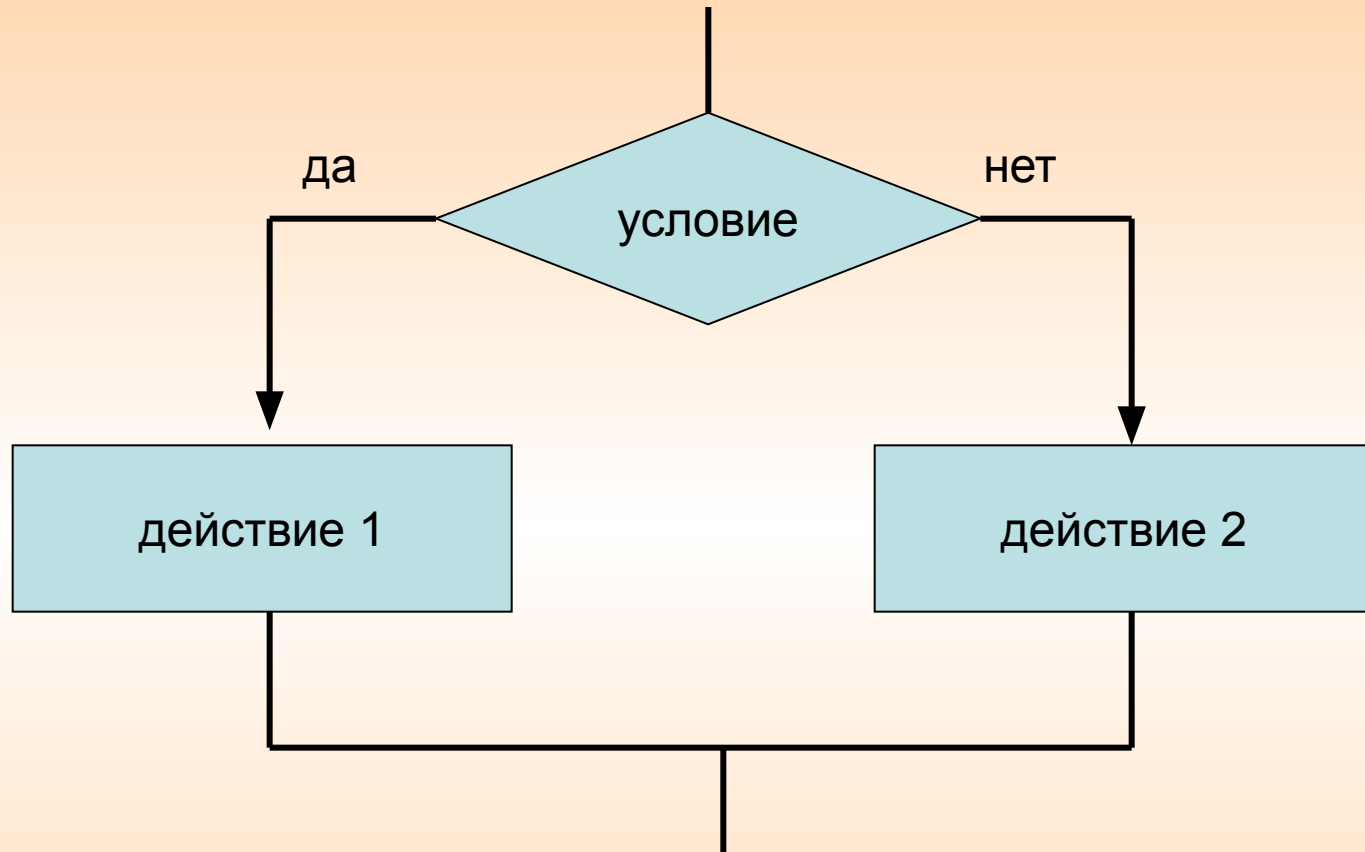 да
нет
условие
действие 1
действие 2